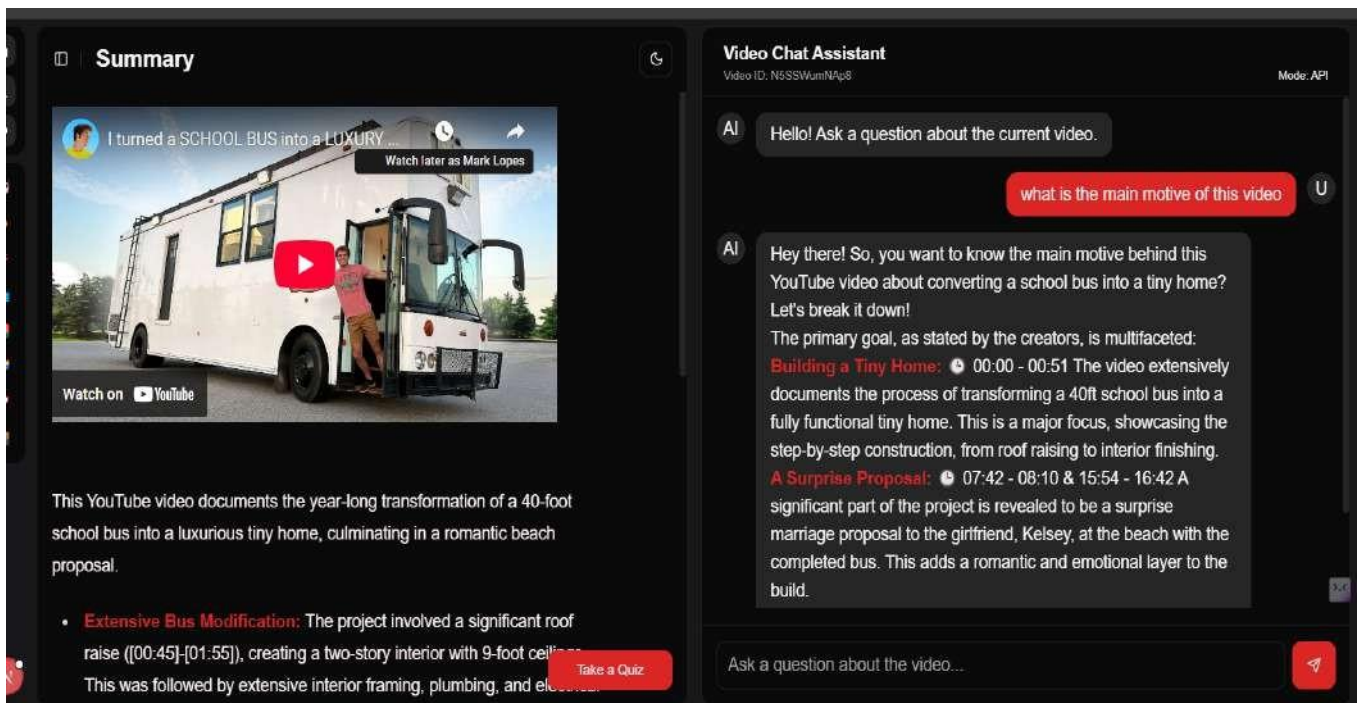 Summary
I turned a SCHOOL BUS into a LUXURY ...
Watch later as Mark Lopes
Watch on YouTube
This YouTube video documents the year-long transformation of a 40-foot
school bus into a luxurious tiny home, culminating in a romantic beach
proposal.
• Extensive Bus Modification: The project involved a significant roof
raise ([00:45]-[01:55]), creating a two-story interior with 9-foot
This was followed by extensive interior framing, plumbing, and
Take a Quiz
Video Chat Assistant
Video ID: N5SSWumNAp8
Mode: API
AI
Hello! Ask a question about the current video.
what is the main motive of this video
U
AI
Hey there! So, you want to know the main motive behind this
YouTube video about converting a school bus into a tiny home?
Let's break it down!
The primary goal, as stated by the creators, is multifaceted:
Building a Tiny Home: 00:00 - 00:51 The video extensively
documents the process of transforming a 40ft school bus into a
fully functional tiny home. This is a major focus, showcasing the
step-by-step construction, from roof raising to interior finishing.
A Surprise Proposal: 07:42 - 08:10 & 15:54 - 16:42 A
significant part of the project is revealed to be a surprise
marriage proposal to the girlfriend, Kelsey, at the beach with the
completed bus. This adds a romantic and emotional layer to the
build.
Ask a question about the video...